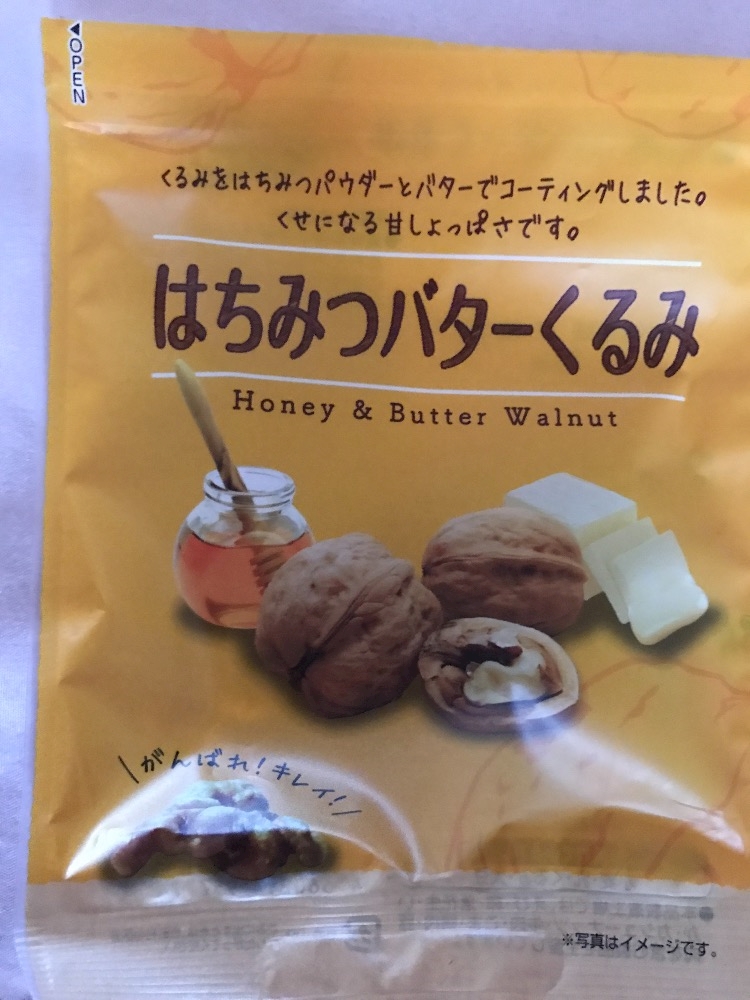 ◀OPEN
くるみをはちみつパウダーとバターでコーティングしました。
くせになる甘しょっぱさです。
はちみつバターくるみ
Honey & Butter Walnut
\がんばれ!キレイ!/
※写真はイメージです。